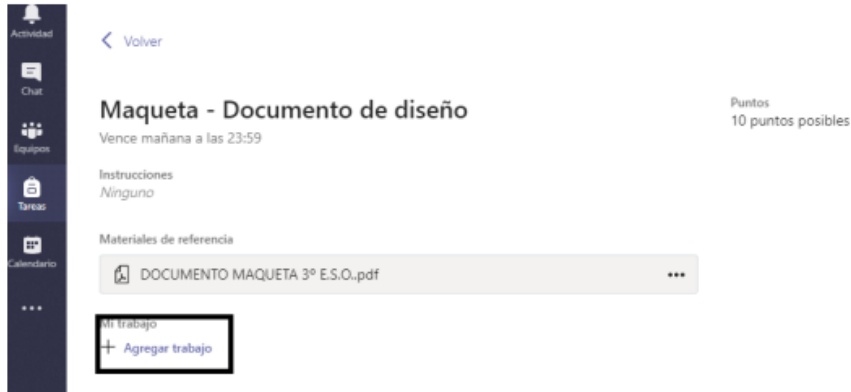 Actividad
Chat
Equipos
Tareas
Calendario
Volver
Maqueta - Documento de diseño
Vence mañana a las 23:59
Puntos
10 puntos posibles
Instrucciones
Ninguno
Materiales de referencia
DOCUMENTO MAQUETA 3º E.S.O..pdf
Mi trabajo
+ Agregar trabajo